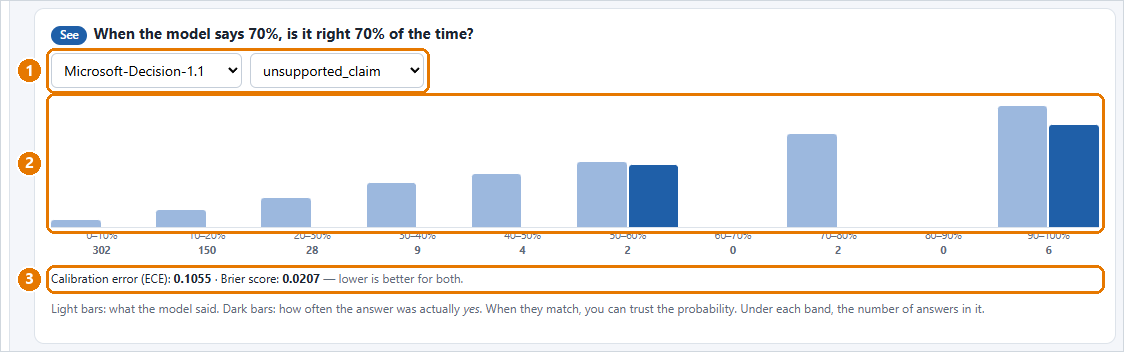 See When the model says 70%, is it right 70% of the time?
1 Microsoft-Decision-1.1 unsupported_claim
2
0–10% 10–20% 20–30% 30–40% 40–50% 50–60% 60–70% 70–80% 80–90% 90–100%
302 150 28 9 4 2 0 2 0 6
3 Calibration error (ECE): 0.1055 · Brier score: 0.0207 — lower is better for both.
Light bars: what the model said. Dark bars: how often the answer was actually yes. When they match, you can trust the probability. Under each band, the number of answers in it.